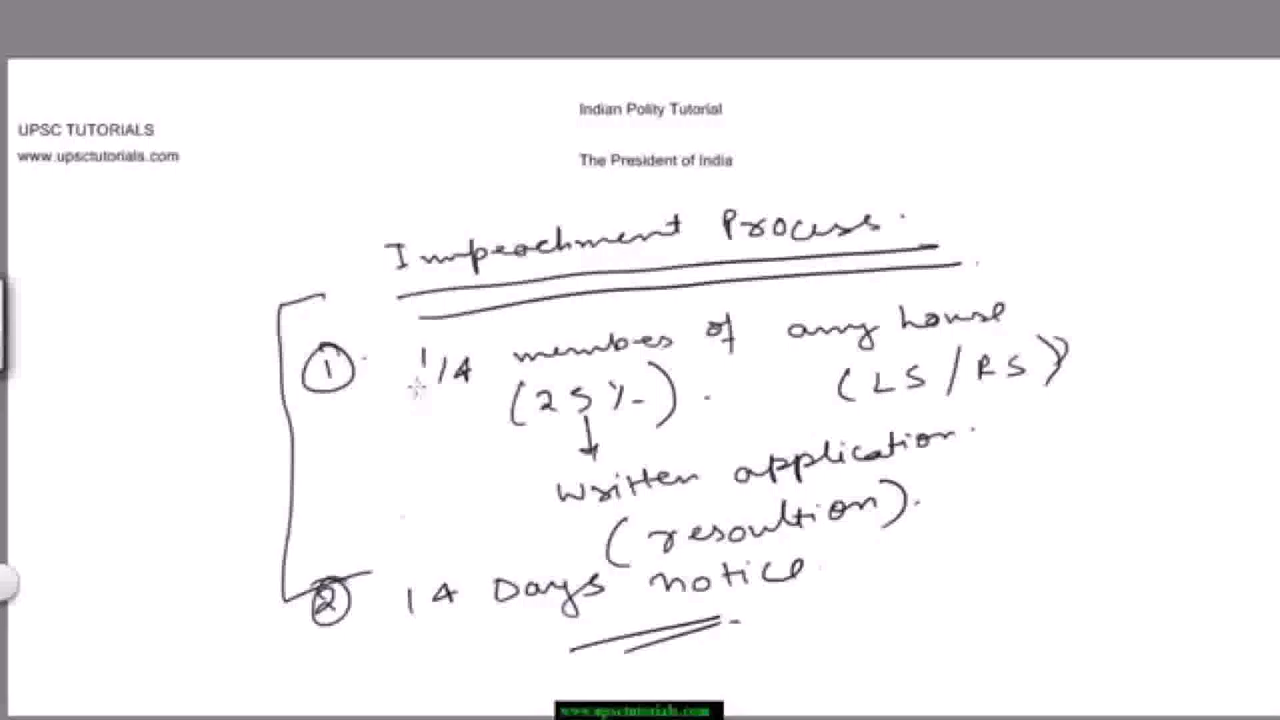 Indian Polity Tutorial
UPSC TUTORIALS
www.upsctutorials.com
The President of India
Impeachment Process.
① 1/4 members of any house
(25%). (LS/RS)
written application.
(resoultion).
② 14 Days notice
www.upsctutorials.com